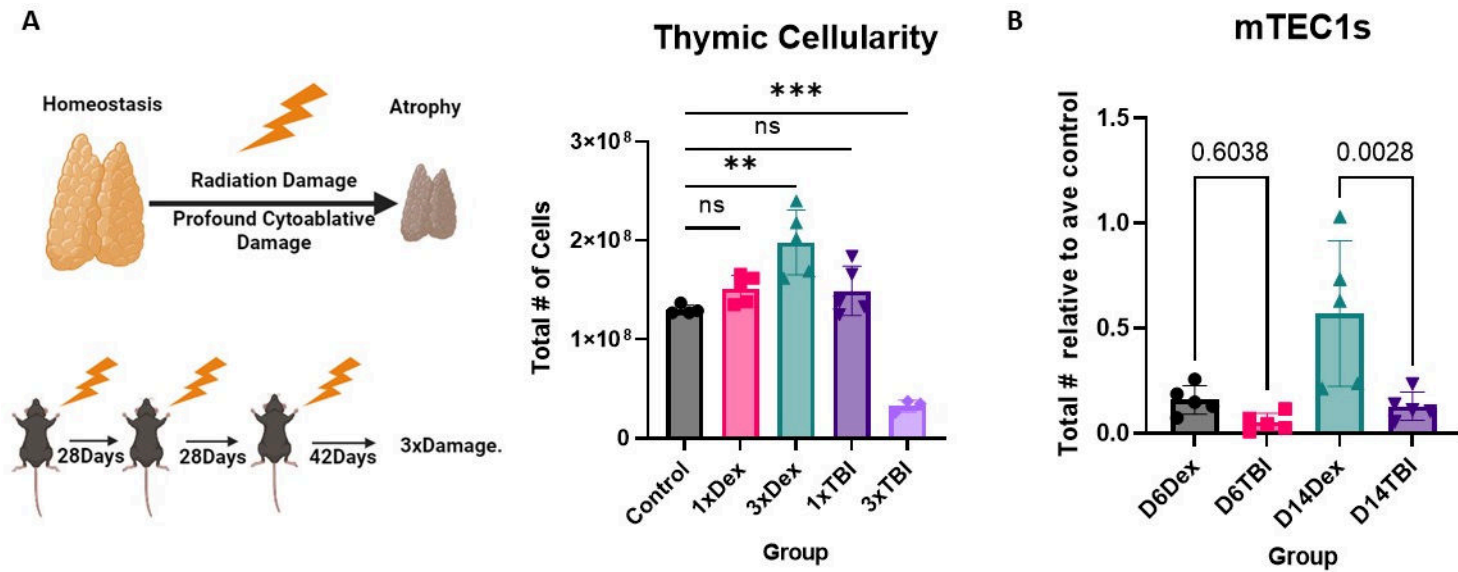 A
Homeostasis
Atrophy
Radiation Damage
Profound Cytoablative
Damage
28Days
28Days
42Days
3xDamage.
Thymic Cellularity
Total # of Cells
3×10⁸
2×10⁸
1×10⁸
0
***
ns
**
ns
Control
1xDex
3xDex
1xTBI
3xTBI
Group
B
mTEC1s
Total # relative to ave control
1.5
1.0
0.5
0.0
0.6038
0.0028
D6Dex
D6TBI
D14Dex
D14TBI
Group